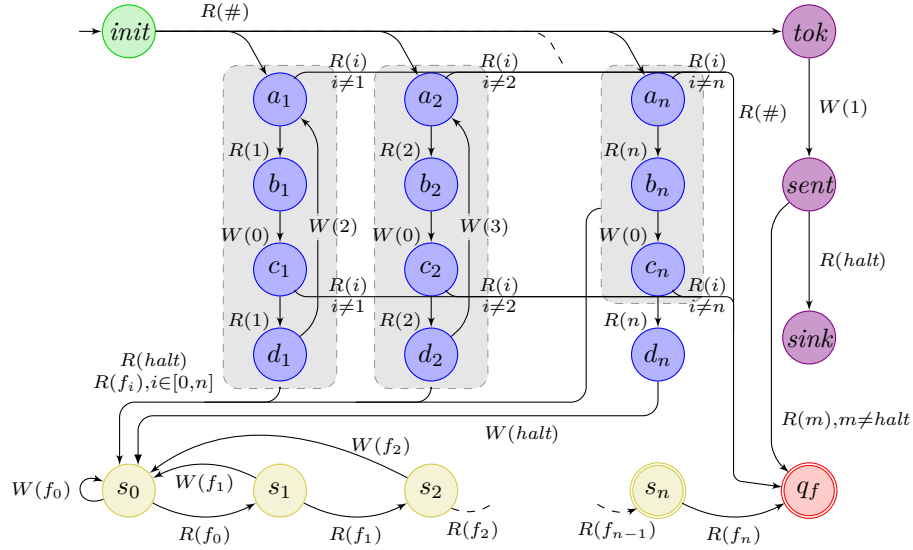 R(#)
init
tok
R(i)
i≠1
R(i)
i≠2
R(i)
i≠n
a1
a2
an
R(#)
W(1)
R(1)
R(2)
R(n)
b1
b2
bn
sent
W(0)
W(2)
W(0)
W(3)
W(0)
c1
c2
cn
R(halt)
R(i)
i≠1
R(i)
i≠2
R(i)
i≠n
R(1)
R(2)
R(n)
sink
d1
d2
dn
R(halt)
R(fi),i∈[0,n]
W(halt)
R(m),m≠halt
W(f2)
W(f1)
W(f0)
s0
s1
s2
sn
qf
R(f0)
R(f1)
R(f2)
R(fn−1)
R(fn)